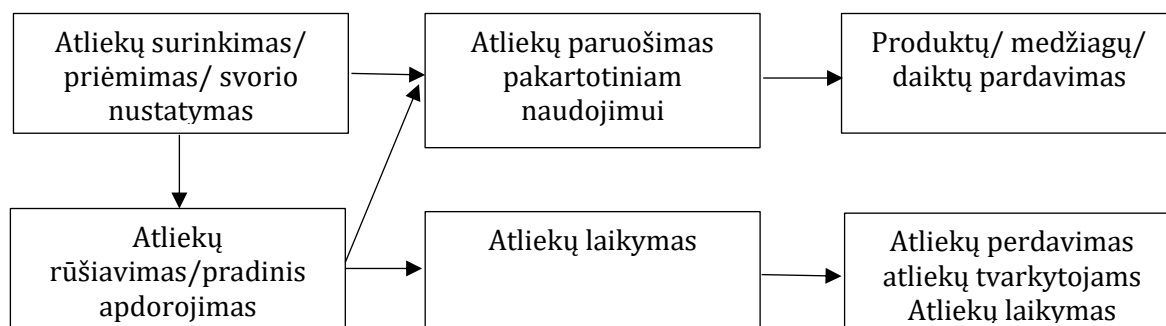 Atliekų surinkimas/
priėmimas/ svorio
nustatymas
Atliekų paruošimas
pakartotiniam
naudojimui
Produktų/ medžiagų/
daiktų pardavimas
Atliekų
rūšiavimas/pradinis
apdorojimas
Atliekų laikymas
Atliekų perdavimas
atliekų tvarkytojams
Atliekų laikymas